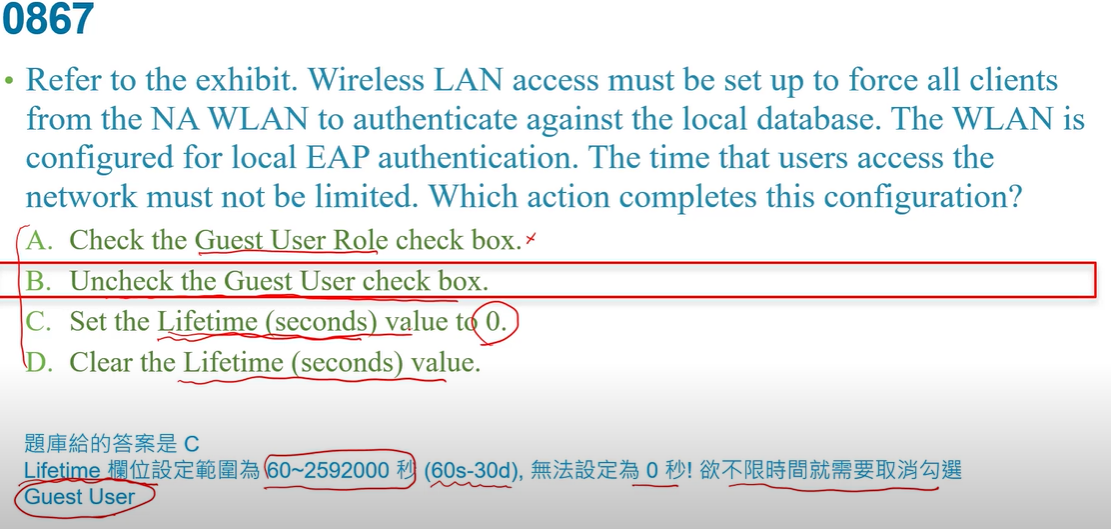 0867
• Refer to the exhibit. Wireless LAN access must be set up to force all clients
from the NA WLAN to authenticate against the local database. The WLAN is
configured for local EAP authentication. The time that users access the
network must not be limited. Which action completes this configuration?
A. Check the Guest User Role check box.
B. Uncheck the Guest User check box.
C. Set the Lifetime (seconds) value to 0.
D. Clear the Lifetime (seconds) value.
題庫給的答案是 C
Lifetime 欄位設定範圍為 60~2592000 秒 (60s-30d), 無法設定為 0 秒! 欲不限時間就需要取消勾選
Guest User